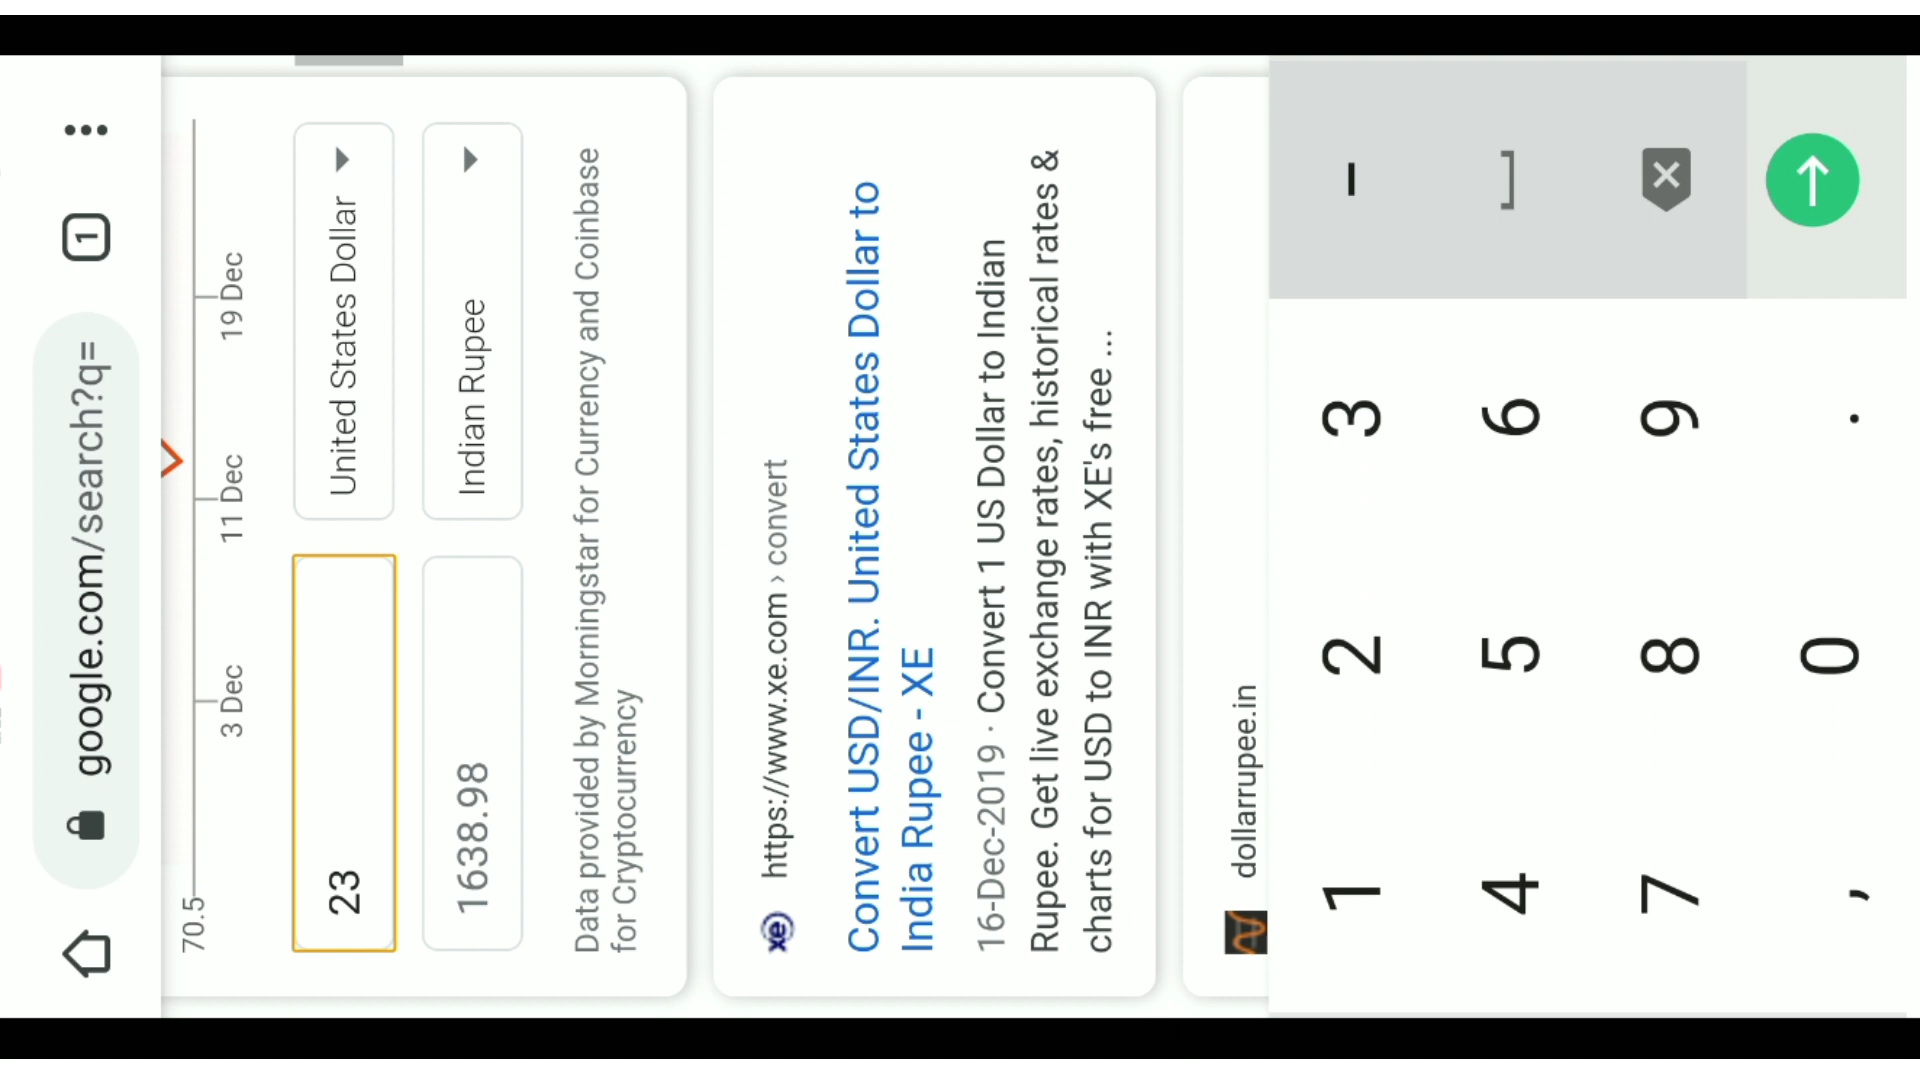 google.com/search?q=
1
70.5
3 Dec 11 Dec 19 Dec
23 United States Dollar
1638.98 Indian Rupee
Data provided by Morningstar for Currency and Coinbase
for Cryptocurrency
xe https://www.xe.com › convert
Convert USD/INR. United States Dollar to
India Rupee - XE
16-Dec-2019 · Convert 1 US Dollar to Indian
Rupee. Get live exchange rates, historical rates &
charts for USD to INR with XE's free ...
dollarrupee.in
1 2 3 -
4 5 6
7 8 9
, 0 .